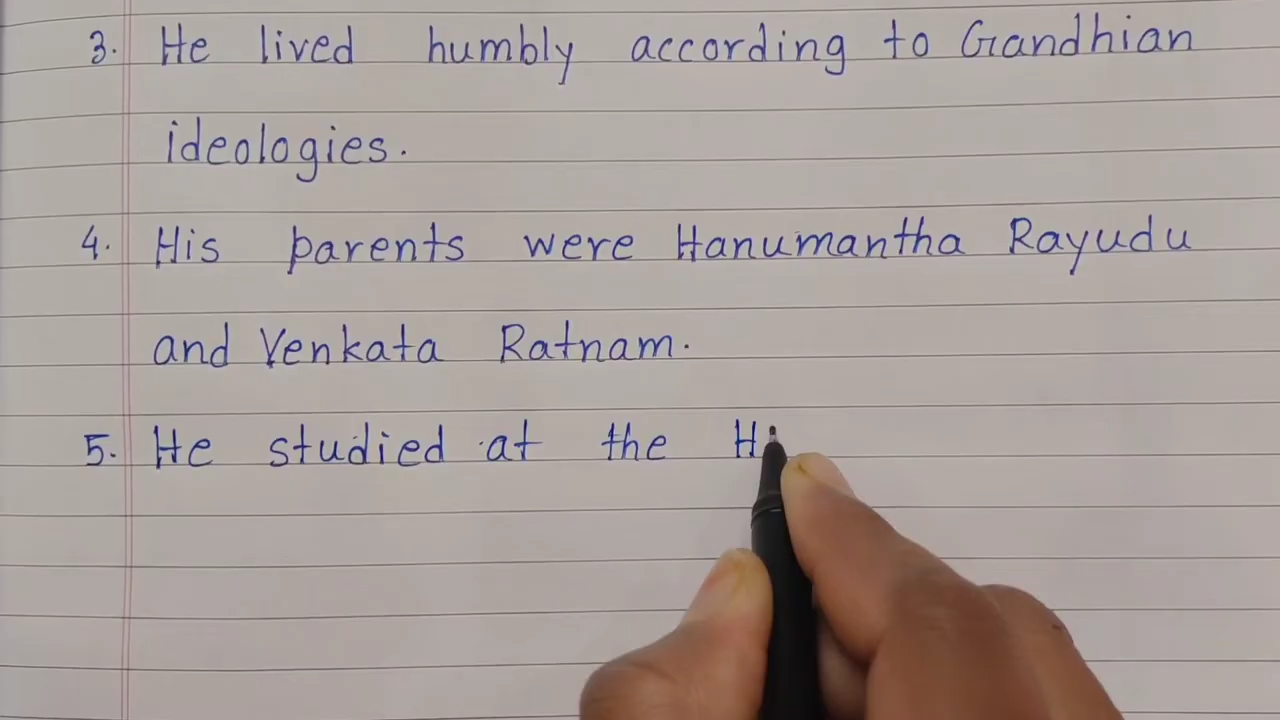 3. He lived humbly according to Gandhian
ideologies.
4. His parents were Hanumantha Rayudu
and Venkata Ratnam.
5. He studied at the H